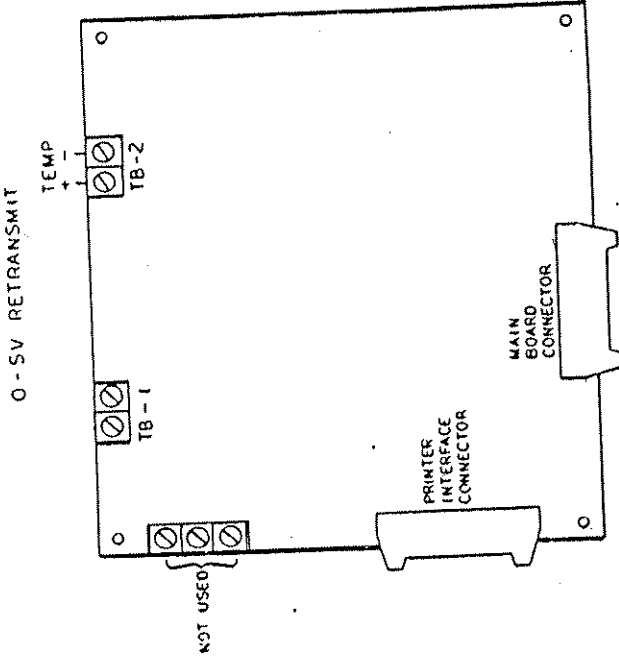 0-5V RETRANSMIT
TEMP
+ -
TB-2
TB-1
NOT USED
PRINTER
INTERFACE
CONNECTOR
MAIN
BOARD
CONNECTOR